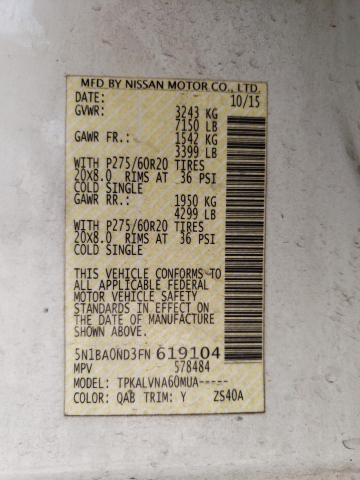 MFD BY NISSAN MOTOR CO., LTD.
DATE: 10/15
GVWR: 3243 KG
7150 LB
GAWR FR.: 1542 KG
3399 LB
WITH P275/60R20 TIRES
20X8.0 RIMS AT 36 PSI
COLD SINGLE
GAWR RR.: 1950 KG
4299 LB
WITH P275/60R20 TIRES
20X8.0 RIMS AT 36 PSI
COLD SINGLE
THIS VEHICLE CONFORMS TO
ALL APPLICABLE FEDERAL
MOTOR VEHICLE SAFETY
STANDARDS IN EFFECT ON
THE DATE OF MANUFACTURE
SHOWN ABOVE.
5N1BA0ND3FN 619104
MPV 578484
MODEL: TPKALVNA60MUA-----
COLOR: QAB TRIM: Y ZS40A